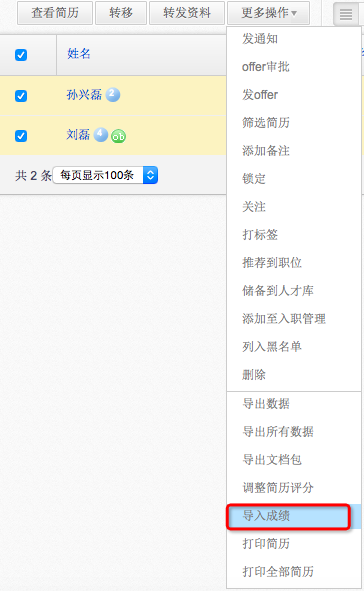 查看简历 转移 转发资料 更多操作
姓名
孙兴磊 2
刘磊 4 ob
共 2 条 每页显示100条
发通知
offer审批
发offer
筛选简历
添加备注
锁定
关注
打标签
推荐到职位
储备到人才库
添加至入职管理
列入黑名单
删除
导出数据
导出所有数据
导出文档包
调整简历评分
导入成绩
打印简历
打印全部简历